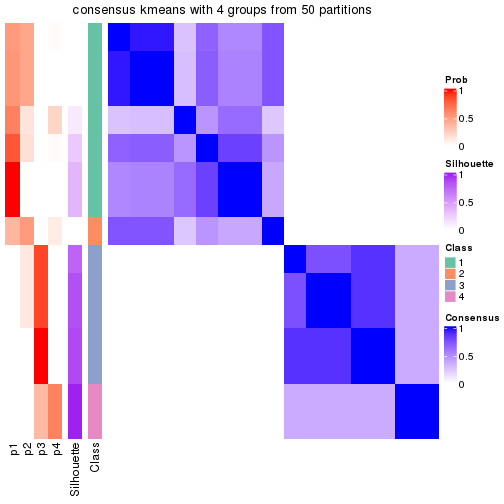 consensus kmeans with 4 groups from 50 partitions
Prob
1
0.5
0
Silhouette
1
0.5
0
Class
1
2
3
4
Consensus
1
0.5
0
p1
p2
p3
p4
Silhouette
Class